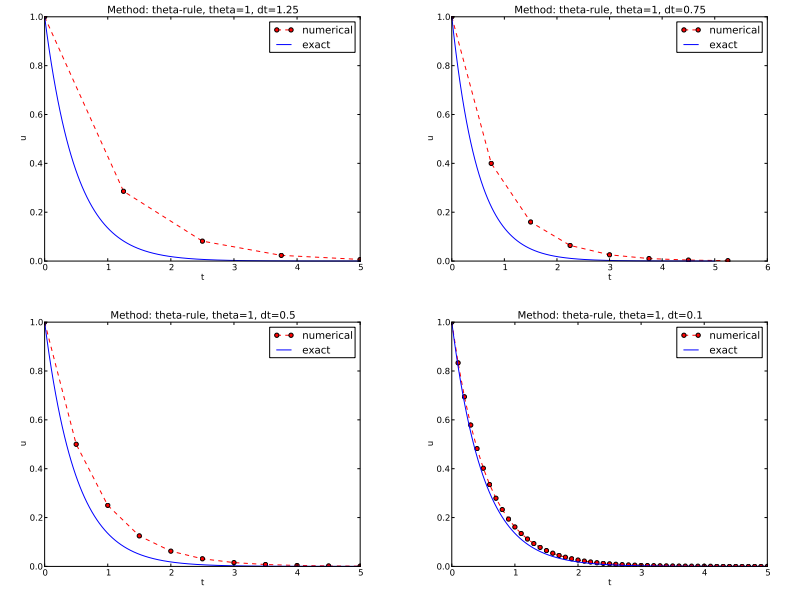 Method: theta-rule, theta=1, dt=1.25
numerical
exact
1.0
0.8
0.6
0.4
0.2
0.0
u
0 1 2 3 4 5
t
Method: theta-rule, theta=1, dt=0.75
numerical
exact
1.0
0.8
0.6
0.4
0.2
0.0
u
0 1 2 3 4 5 6
t
Method: theta-rule, theta=1, dt=0.5
numerical
exact
1.0
0.8
0.6
0.4
0.2
0.0
u
0 1 2 3 4 5
t
Method: theta-rule, theta=1, dt=0.1
numerical
exact
1.0
0.8
0.6
0.4
0.2
0.0
u
0 1 2 3 4 5
t